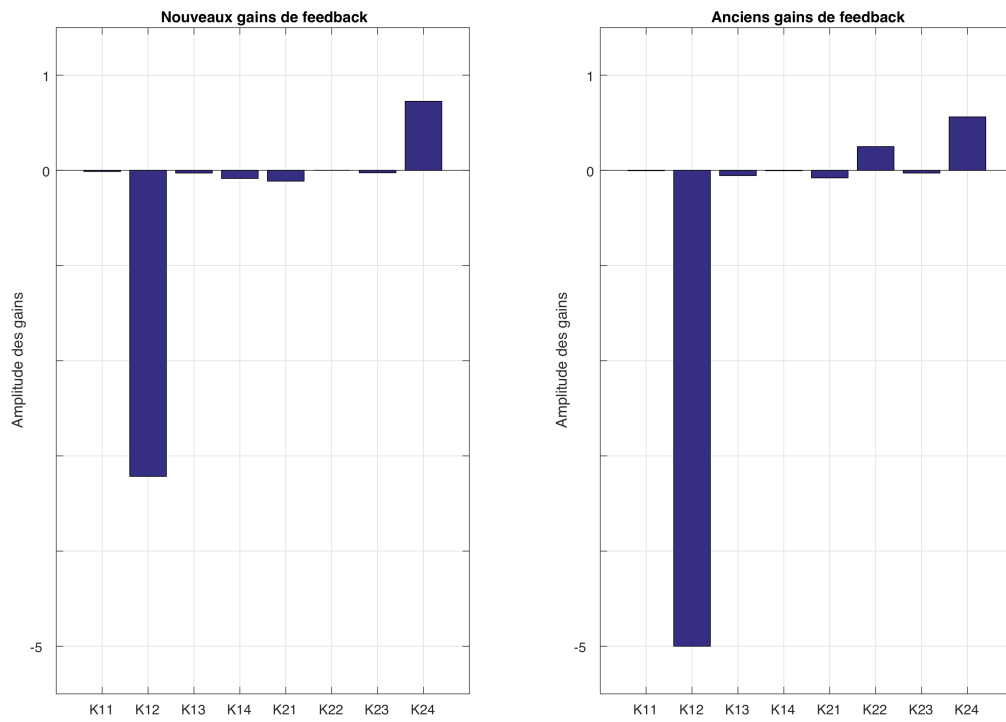 Nouveaux gains de feedback
Amplitude des gains
1
0
-5
K11 K12 K13 K14 K21 K22 K23 K24
Anciens gains de feedback
Amplitude des gains
1
0
-5
K11 K12 K13 K14 K21 K22 K23 K24